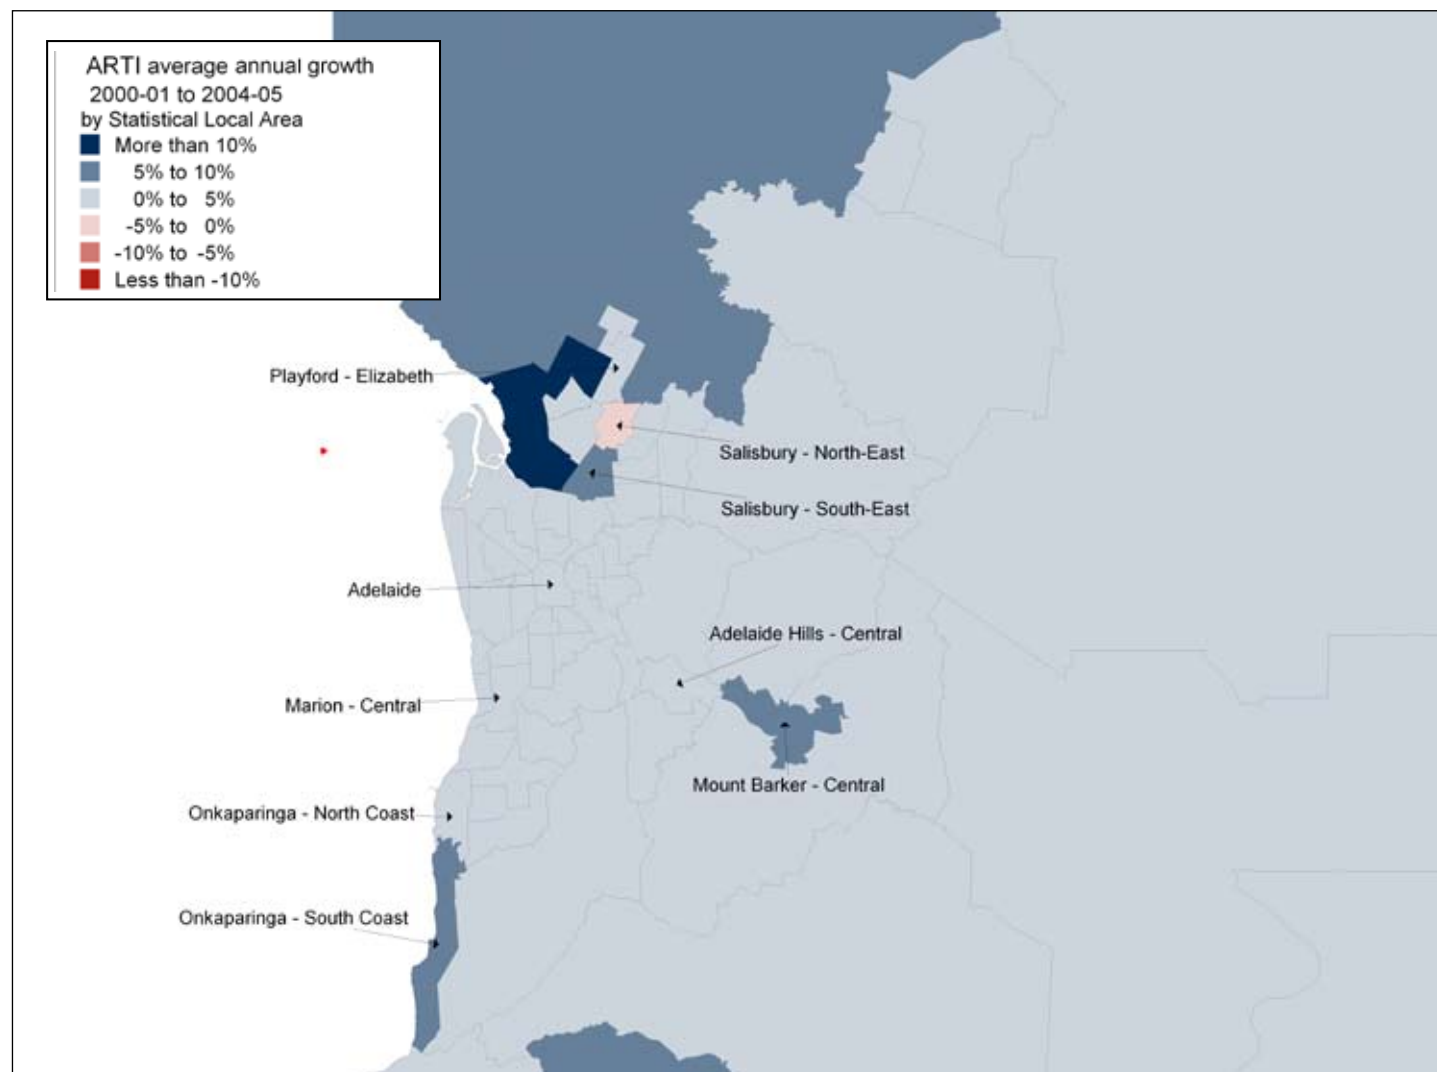 ARTI average annual growth
2000-01 to 2004-05
by Statistical Local Area
More than 10%
5% to 10%
0% to 5%
-5% to 0%
-10% to -5%
Less than -10%
Playford - Elizabeth
Salisbury - North-East
Salisbury - South-East
Adelaide
Adelaide Hills - Central
Marion - Central
Mount Barker - Central
Onkaparinga - North Coast
Onkaparinga - South Coast